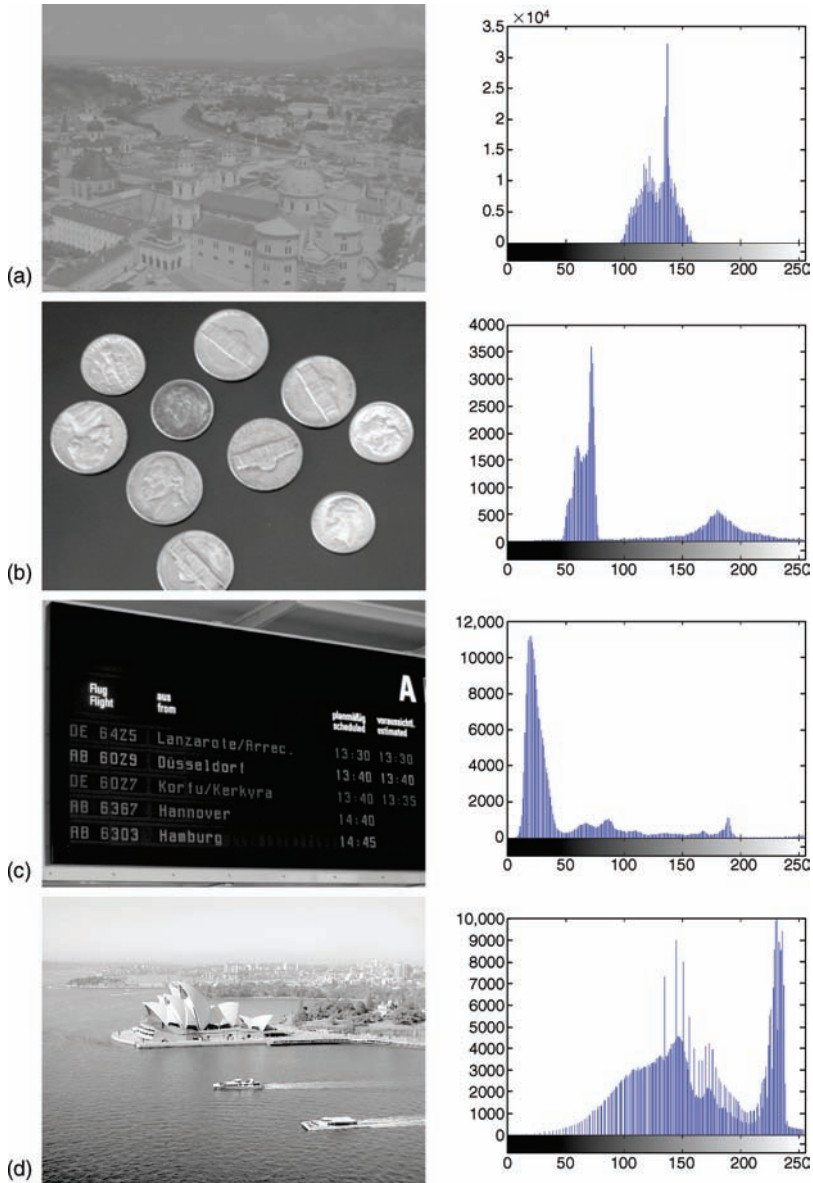 ×10⁴
3.5
3
2.5
2
1.5
1
0.5
0
0 50 100 150 200 250
(a)
4000
3500
3000
2500
2000
1500
1000
500
0
0 50 100 150 200 250
(b)
A
Flug aus planmäßig voraussichtl.
Flight from scheduled estimated
DE 6425 Lanzarote/Arrec. 13:30 13:30
AB 6029 Düsseldorf 13:40 13:40
DE 6027 Korfu/Kerkyra 13:40 13:35
AB 6367 Hannover 14:40
AB 6303 Hamburg 14:45
12,000
10000
8000
6000
4000
2000
0
0 50 100 150 200 250
(c)
10,000
9000
8000
7000
6000
5000
4000
3000
2000
1000
0
0 50 100 150 200 250
(d)